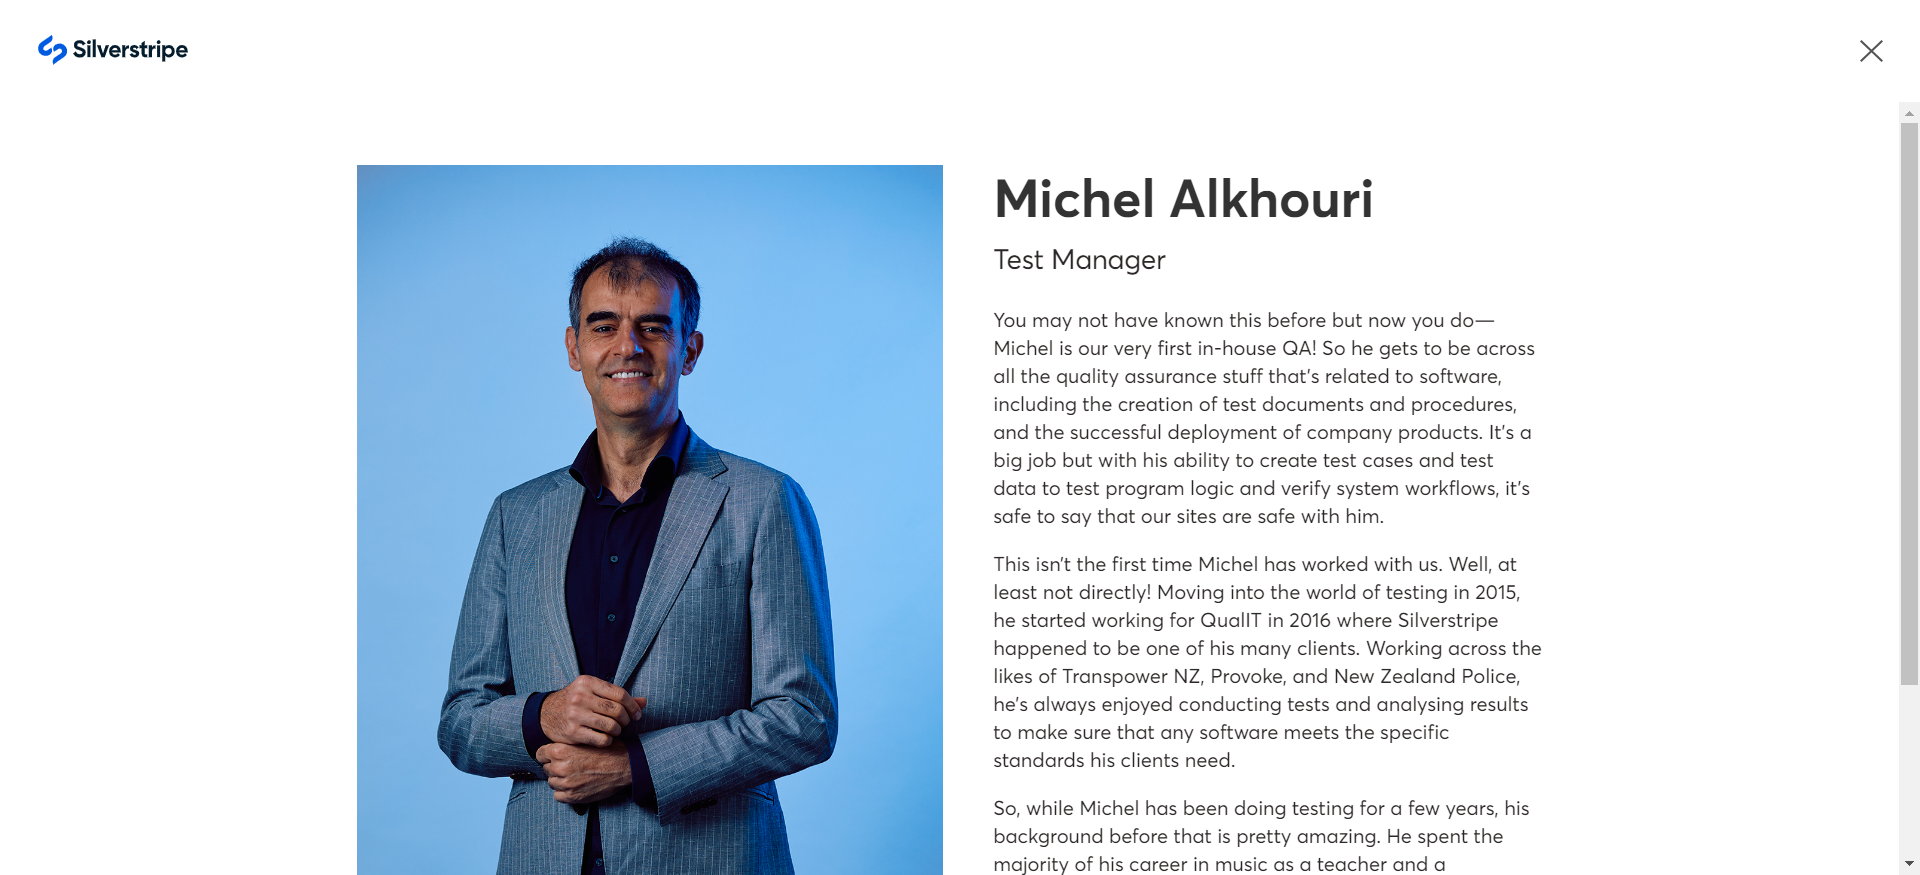 Silverstripe
Michel Alkhouri
Test Manager
You may not have known this before but now you do—
Michel is our very first in-house QA! So he gets to be across
all the quality assurance stuff that's related to software,
including the creation of test documents and procedures,
and the successful deployment of company products. It's a
big job but with his ability to create test cases and test
data to test program logic and verify system workflows, it's
safe to say that our sites are safe with him.
This isn't the first time Michel has worked with us. Well, at
least not directly! Moving into the world of testing in 2015,
he started working for QualIT in 2016 where Silverstripe
happened to be one of his many clients. Working across the
likes of Transpower NZ, Provoke, and New Zealand Police,
he's always enjoyed conducting tests and analysing results
to make sure that any software meets the specific
standards his clients need.
So, while Michel has been doing testing for a few years, his
background before that is pretty amazing. He spent the
majority of his career in music as a teacher and a